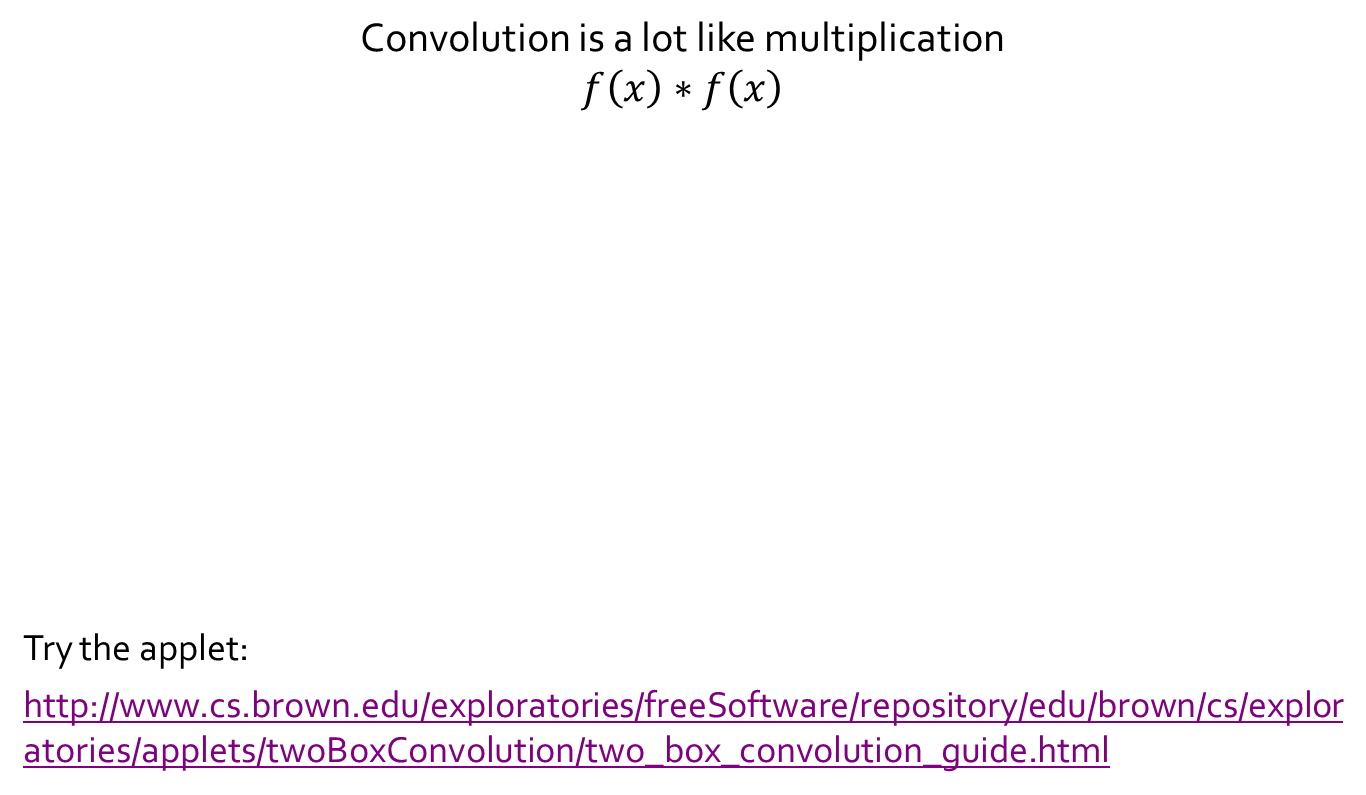 Convolution is a lot like multiplication
𝑓(𝑥) ∗ 𝑓(𝑥)
Try the applet:
http://www.cs.brown.edu/exploratories/freeSoftware/repository/edu/brown/cs/explor
atories/applets/twoBoxConvolution/two_box_convolution_guide.html